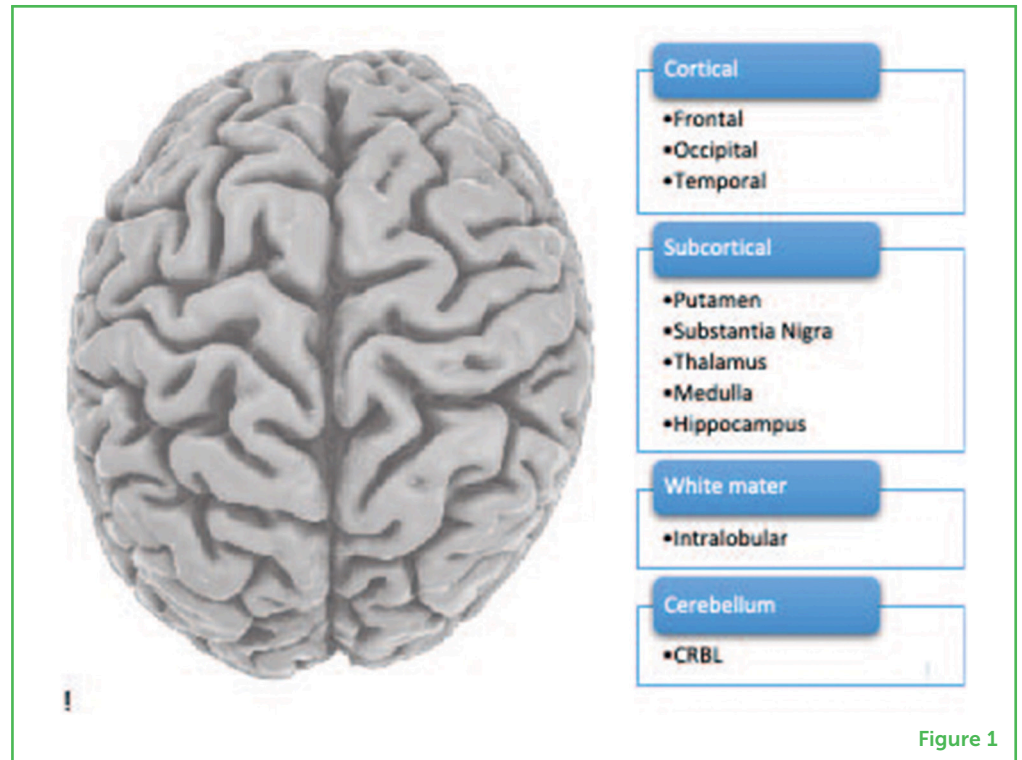 Cortical
•Frontal
•Occipital
•Temporal
Subcortical
•Putamen
•Substantia Nigra
•Thalamus
•Medulla
•Hippocampus
White mater
•Intralobular
Cerebellum
•CRBL
Figure 1